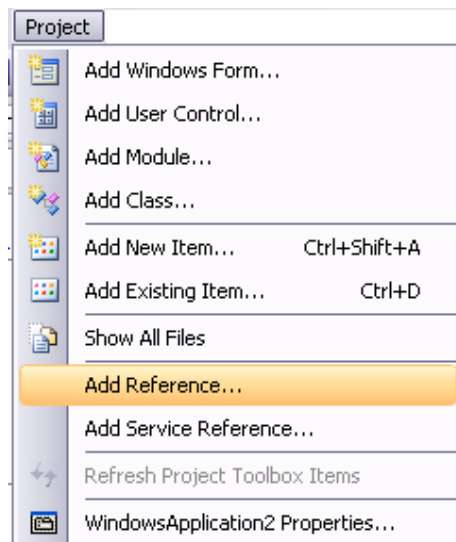 Project
Add Windows Form...
Add User Control...
Add Module...
Add Class...
Add New Item... Ctrl+Shift+A
Add Existing Item... Ctrl+D
Show All Files
Add Reference...
Add Service Reference...
Refresh Project Toolbox Items
WindowsApplication2 Properties...